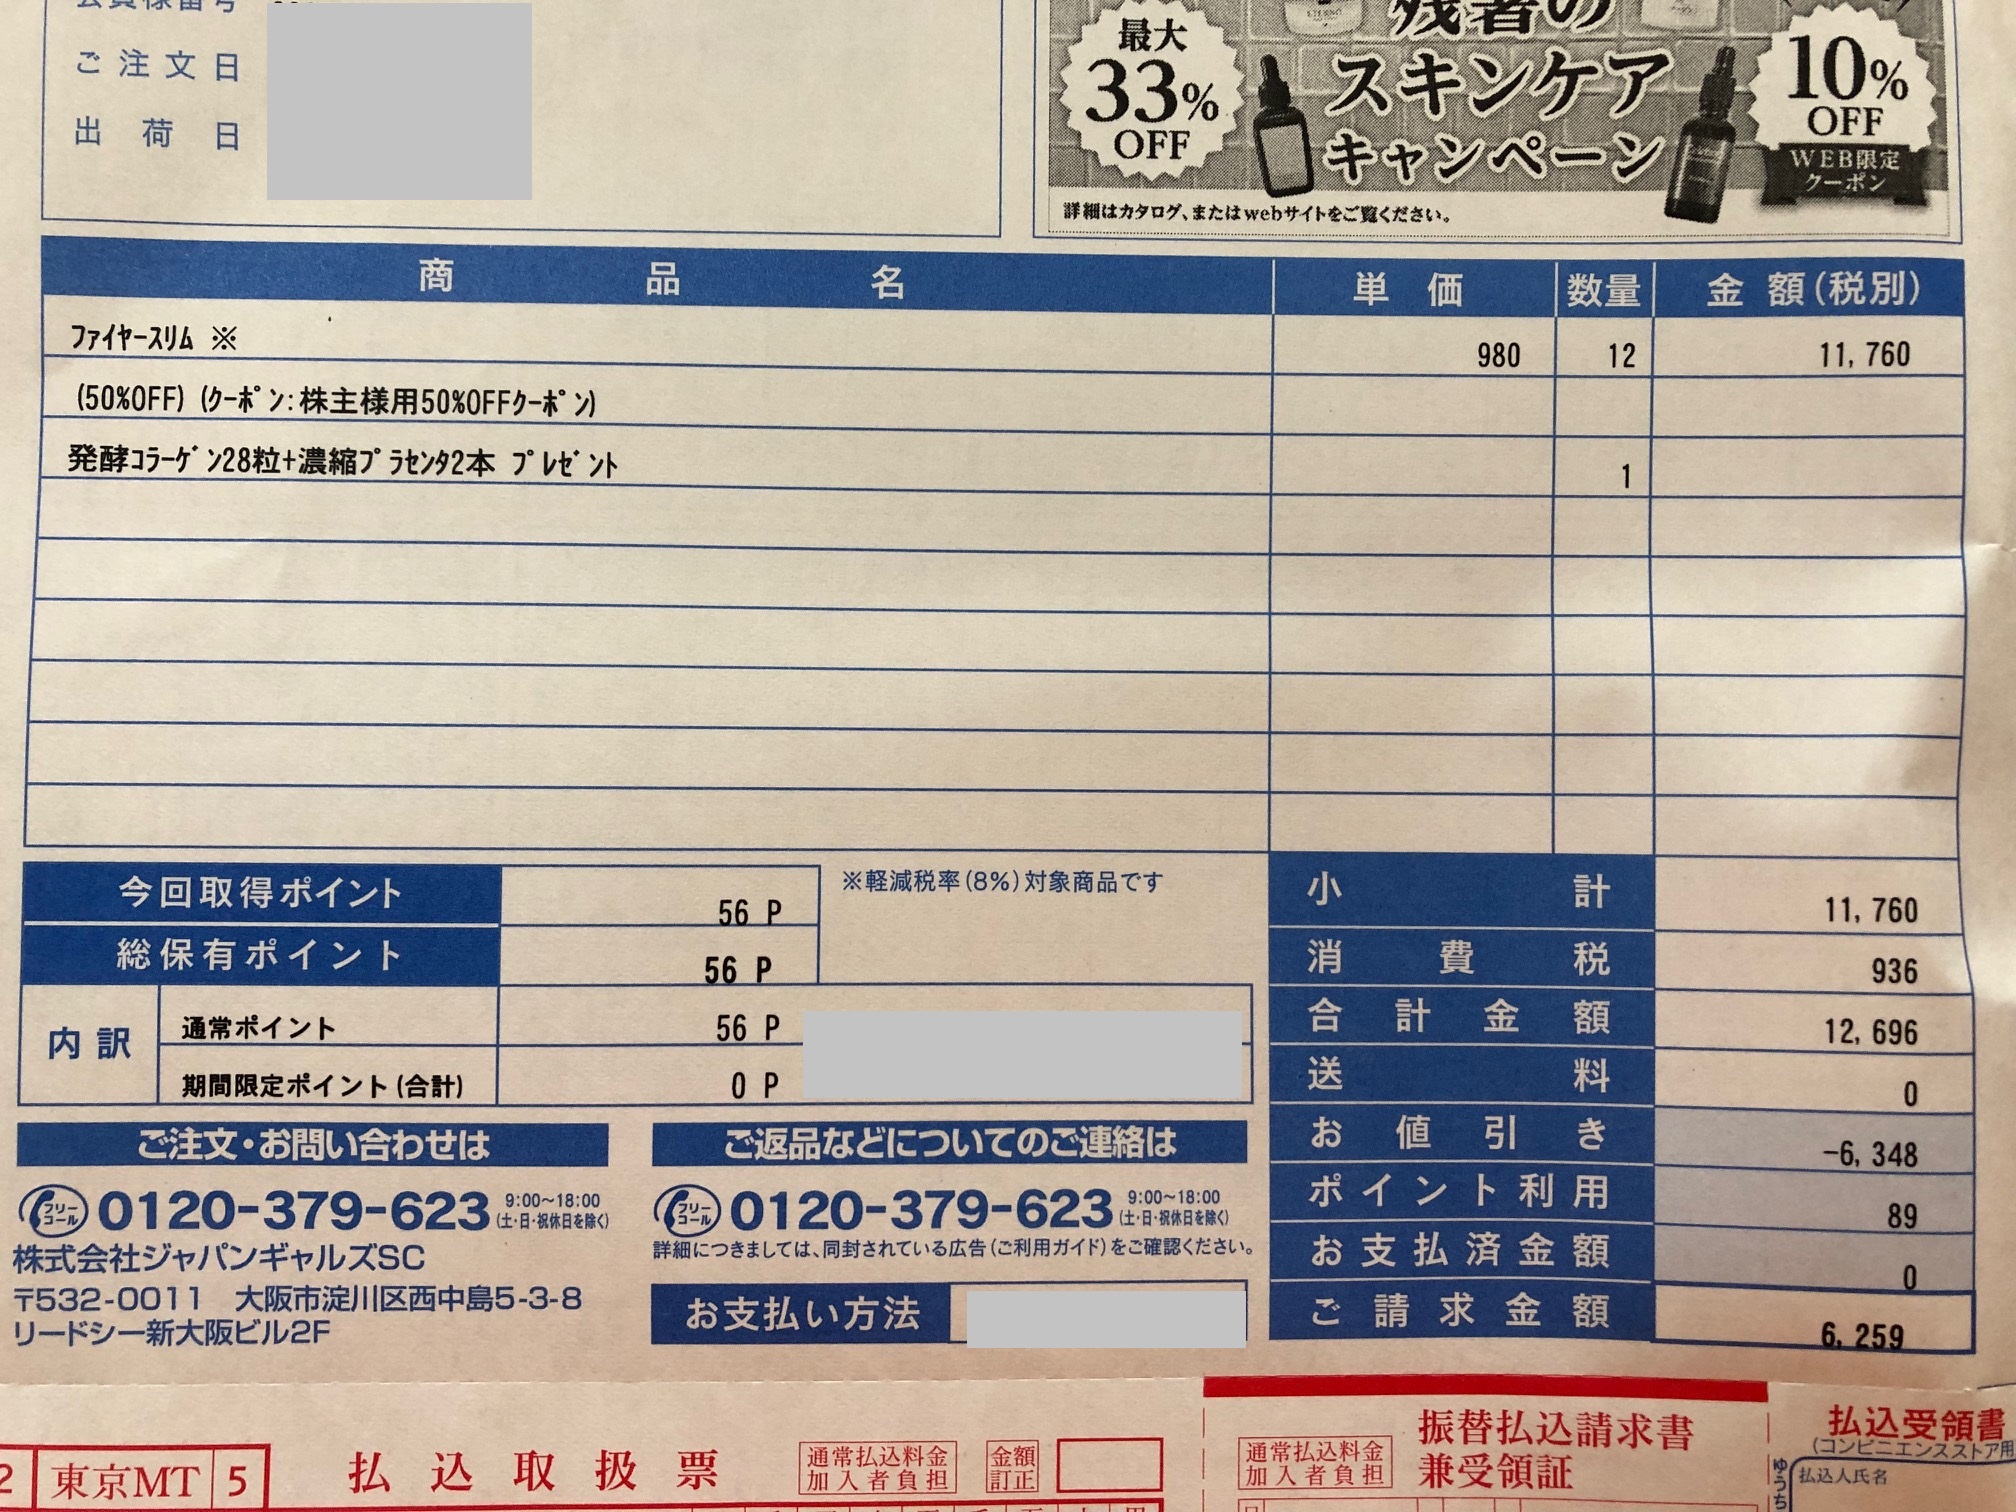 ご注文日
出荷日
最大
33%
OFF
残暑の
スキンケア
キャンペーン
10%
OFF
WEB限定
クーポン
詳細はカタログ、またはwebサイトをご覧ください。
商品名 単価 数量 金額(税別)
ﾌｧｲﾔｰｽﾘﾑ ※ 980 12 11,760
(50%OFF) (ｸｰﾎﾟﾝ:株主様用50%OFFｸｰﾎﾟﾝ)
発酵ｺﾗｰｹﾞﾝ28粒+濃縮ﾌﾟﾗｾﾝﾀ2本 ﾌﾟﾚｾﾞﾝﾄ 1
今回取得ポイント 56 P
総保有ポイント 56 P
内訳
通常ポイント 56 P
期間限定ポイント(合計) 0 P
※軽減税率(8%)対象商品です
小計 11,760
消費税 936
合計金額 12,696
送料 0
お値引き -6,348
ポイント利用 89
お支払済金額 0
ご請求金額 6,259
ご注文・お問い合わせは
フリーコール 0120-379-623 9:00~18:00
(土・日・祝休日を除く)
株式会社ジャパンギャルズSC
〒532-0011 大阪市淀川区西中島5-3-8
リードシー新大阪ビル2F
ご返品などについてのご連絡は
フリーコール 0120-379-623 9:00~18:00
(土・日・祝休日を除く)
詳細につきましては、同封されている広告(ご利用ガイド)をご確認ください。
お支払い方法
2 東京MT 5
払込取扱票
通常払込料金
加入者負担
金額
訂正
通常払込料金
加入者負担
振替払込請求書
兼受領証
払込受領書
(コンビニエンスストア用
ゆうち
払込人氏名